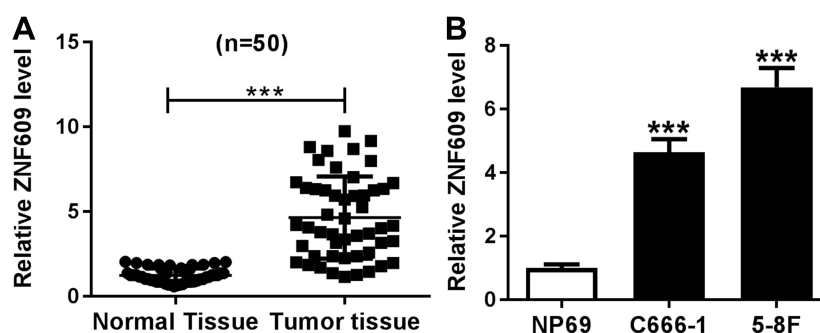 A
(n=50)
***
Relative ZNF609 level
15
10
5
0
Normal Tissue
Tumor tissue
B
Relative ZNF609 level
8
6
4
2
0
***
***
NP69
C666-1
5-8F